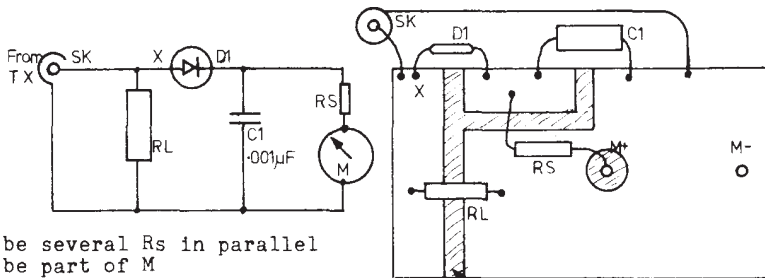 From
TX
SK
X
D1
RL
C1
.001µF
RS
M
be several Rs in parallel
be part of M
SK
D1
C1
X
RS
M+
M-
RL